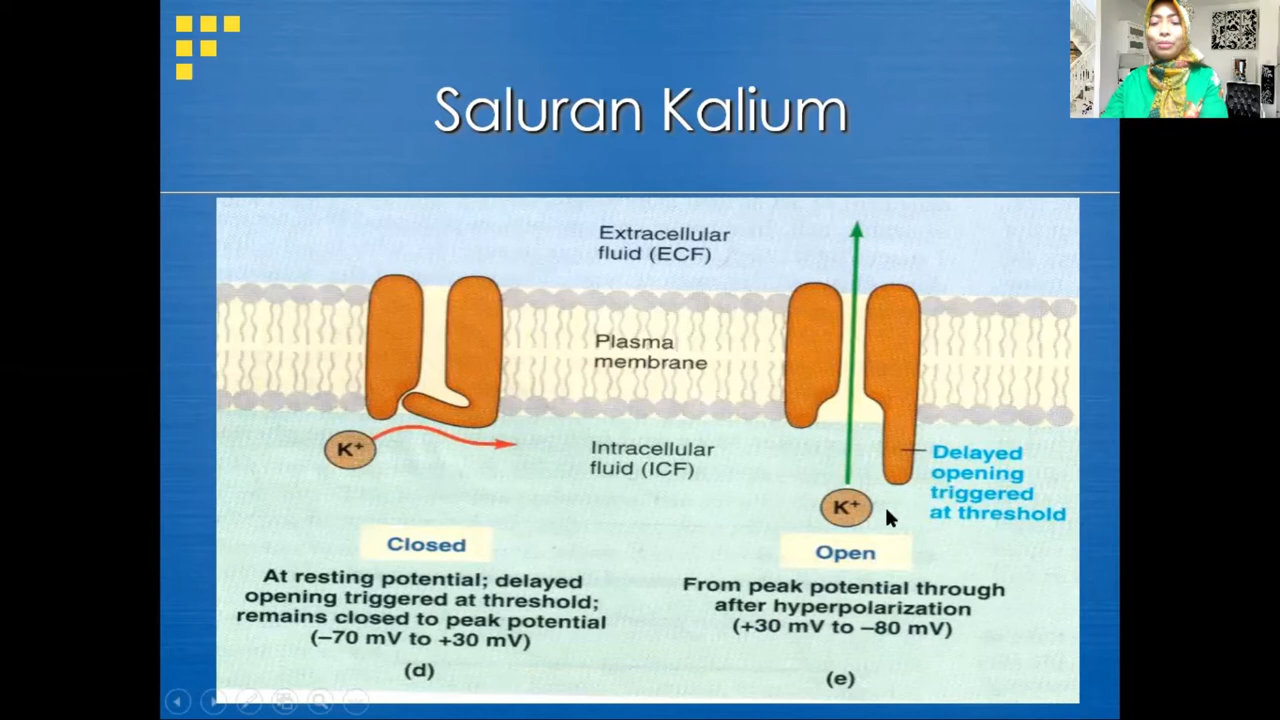 Saluran Kalium
Extracellular
fluid (ECF)
Plasma
membrane
K+
Intracellular
fluid (ICF)
Delayed
opening
triggered
at threshold
K+
Closed
Open
At resting potential; delayed
opening triggered at threshold;
remains closed to peak potential
(–70 mV to +30 mV)
(d)
From peak potential through
after hyperpolarization
(+30 mV to –80 mV)
(e)